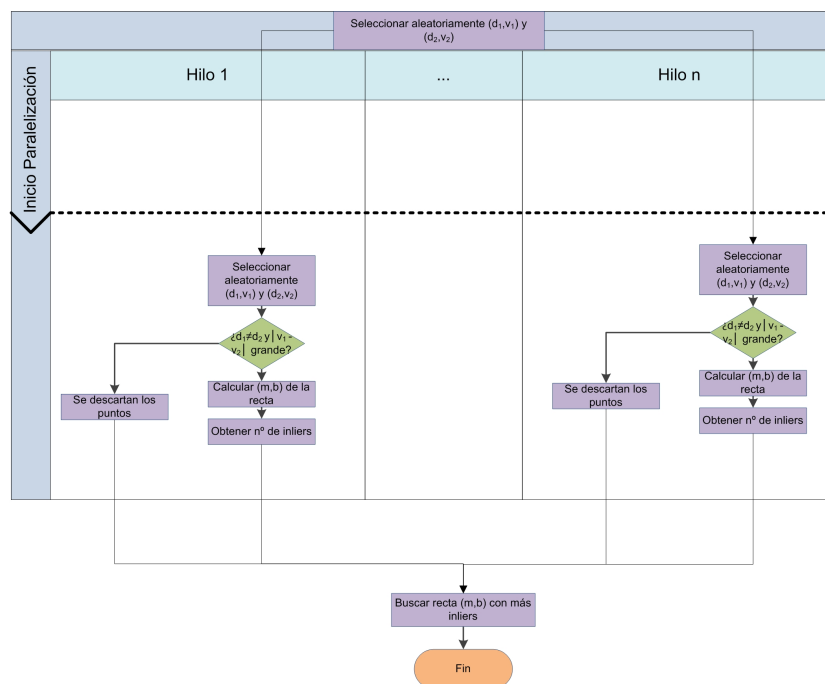 Seleccionar aleatoriamente (d₁,v₁) y
(d₂,v₂)
Inicio Paralelización
Hilo 1
...
Hilo n
Seleccionar
aleatoriamente
(d₁,v₁) y (d₂,v₂)
¿d₁≠d₂ y│v₁ -
v₂│ grande?
Calcular (m,b) de la
recta
Obtener nº de inliers
Se descartan los
puntos
Seleccionar
aleatoriamente
(d₁,v₁) y (d₂,v₂)
¿d₁≠d₂ y│v₁ -
v₂│ grande?
Calcular (m,b) de la
recta
Obtener nº de inliers
Se descartan los
puntos
Buscar recta (m,b) con más
inliers
Fin